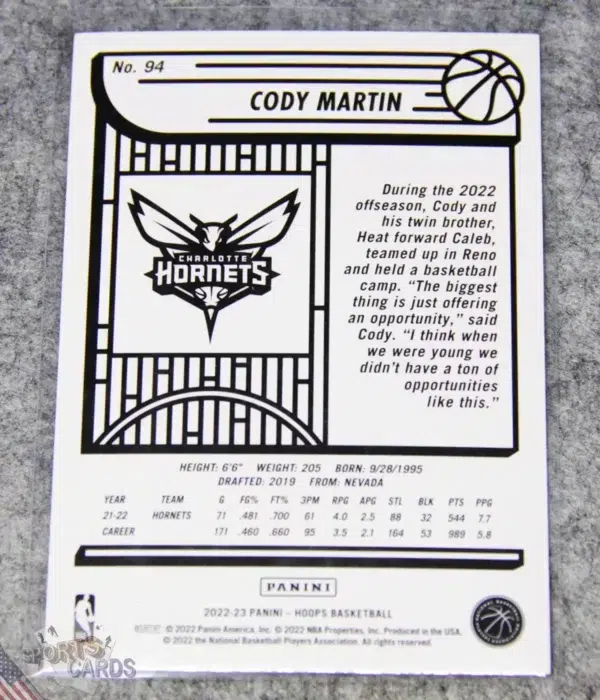 No. 94
CODY MARTIN
During the 2022
offseason, Cody and
his twin brother,
Heat forward Caleb,
teamed up in Reno
and held a basketball
camp. "The biggest
thing is just offering
an opportunity," said
Cody. "I think when
we were young we
didn't have a ton of
opportunities
like this."
CHARLOTTE
HORNETS
HEIGHT: 6'6" WEIGHT: 205 BORN: 9/28/1995
DRAFTED: 2019 FROM: NEVADA
YEAR TEAM G FG% FT% 3PM RPG APG STL BLK PTS PPG
21-22 HORNETS 71 .481 .700 61 4.0 2.5 88 32 544 7.7
CAREER 171 .460 .660 95 3.5 2.1 164 53 989 5.8
PANINI
2022-23 PANINI – HOOPS BASKETBALL
© 2022 Panini America, Inc. © 2022 NBA Properties, Inc. Produced in the USA.
© 2022 the National Basketball Players Association. All rights reserved.
SPORTS
CARDS